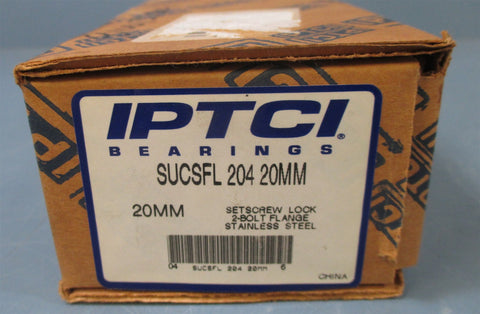 IPTCI®
BEARINGS
SUCSFL 204 20MM
20MM
SETSCREW LOCK
2-BOLT FLANGE
STAINLESS STEEL
04 SUCSFL 204 20MM 6
CHINA